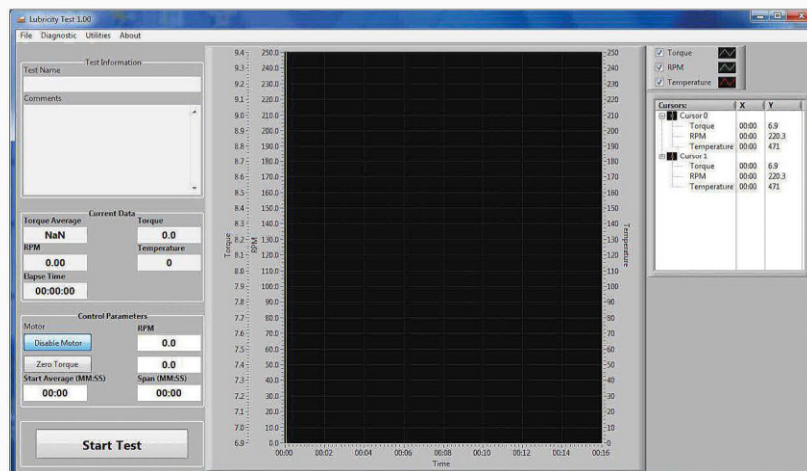 Lubricity Test 1.00
File Diagnostic Utilities About
Test Information
Test Name
Comments
Current Data
Torque Average Torque
NaN 0.0
RPM Temperature
0.00 0
Elapse Time
00:00:00
Control Parameters
Motor RPM
Disable Motor 0.0
Zero Torque 0.0
Start Average (MM:SS) Span (MM:SS)
00:00 00:00
Start Test
Torque
9.4
9.3
9.2
9.1
9.0
8.9
8.8
8.7
8.6
8.5
8.4
8.3
8.2
8.1
8.0
7.9
7.8
7.7
7.6
7.5
7.4
7.3
7.2
7.1
7.0
6.9
RPM
250.0
240.0
230.0
220.0
210.0
200.0
190.0
180.0
170.0
160.0
150.0
140.0
130.0
120.0
110.0
100.0
90.0
80.0
70.0
60.0
50.0
40.0
30.0
20.0
10.0
0.0
00:00 00:02 00:04 00:06 00:08 00:10 00:12 00:14 00:16
Time
250
240
230
220
210
200
190
180
170
160
150
140
130
120
110
100
90
80
70
60
50
40
30
20
10
0
Temperature
Torque
RPM
Temperature
Cursors: X Y
Cursor 0
Torque 00:00 6.9
RPM 00:00 220.3
Temperature 00:00 471
Cursor 1
Torque 00:00 6.9
RPM 00:00 220.3
Temperature 00:00 471